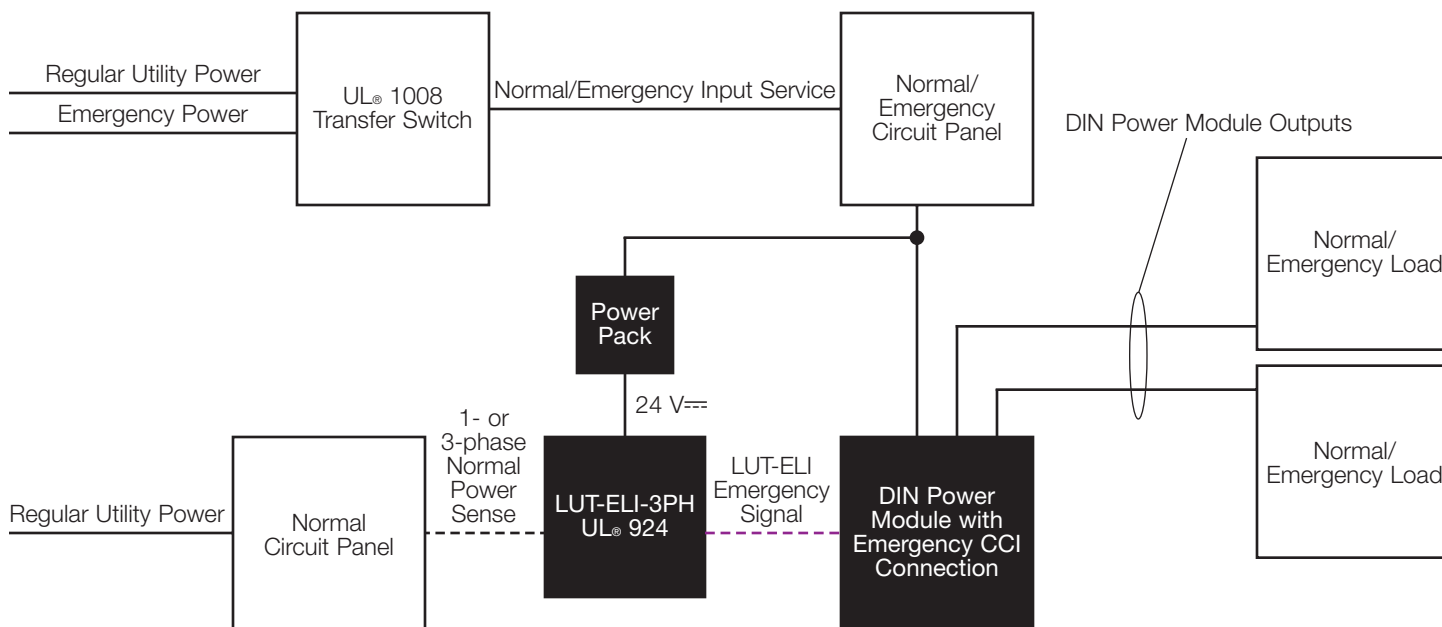 Regular Utility Power
Emergency Power
UL® 1008
Transfer Switch
Normal/Emergency Input Service
Normal/
Emergency
Circuit Panel
DIN Power Module Outputs
Normal/
Emergency Load
Power
Pack
24 V⎓
1- or
3-phase
Normal
Power
Sense
LUT-ELI
Emergency
Signal
Normal/
Emergency Load
Regular Utility Power
Normal
Circuit Panel
LUT-ELI-3PH
UL® 924
DIN Power
Module with
Emergency CCI
Connection